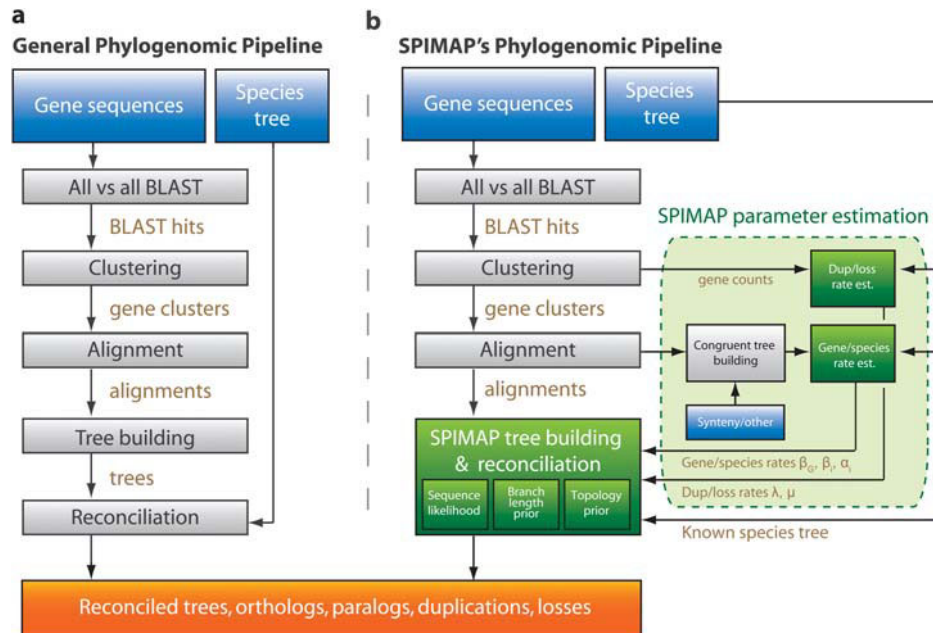 a
General Phylogenomic Pipeline
Gene sequences
Species
tree
All vs all BLAST
BLAST hits
Clustering
gene clusters
Alignment
alignments
Tree building
trees
Reconciliation
b
SPIMAP's Phylogenomic Pipeline
Gene sequences
Species
tree
All vs all BLAST
BLAST hits
Clustering
gene clusters
Alignment
alignments
SPIMAP tree building
& reconciliation
Sequence
likelihood
Branch
length
prior
Topology
prior
SPIMAP parameter estimation
gene counts
Dup/loss
rate est.
Congruent tree
building
Gene/species
rate est.
Synteny/other
Gene/species rates βG, βi, αi
Dup/loss rates λ, μ
Known species tree
Reconciled trees, orthologs, paralogs, duplications, losses